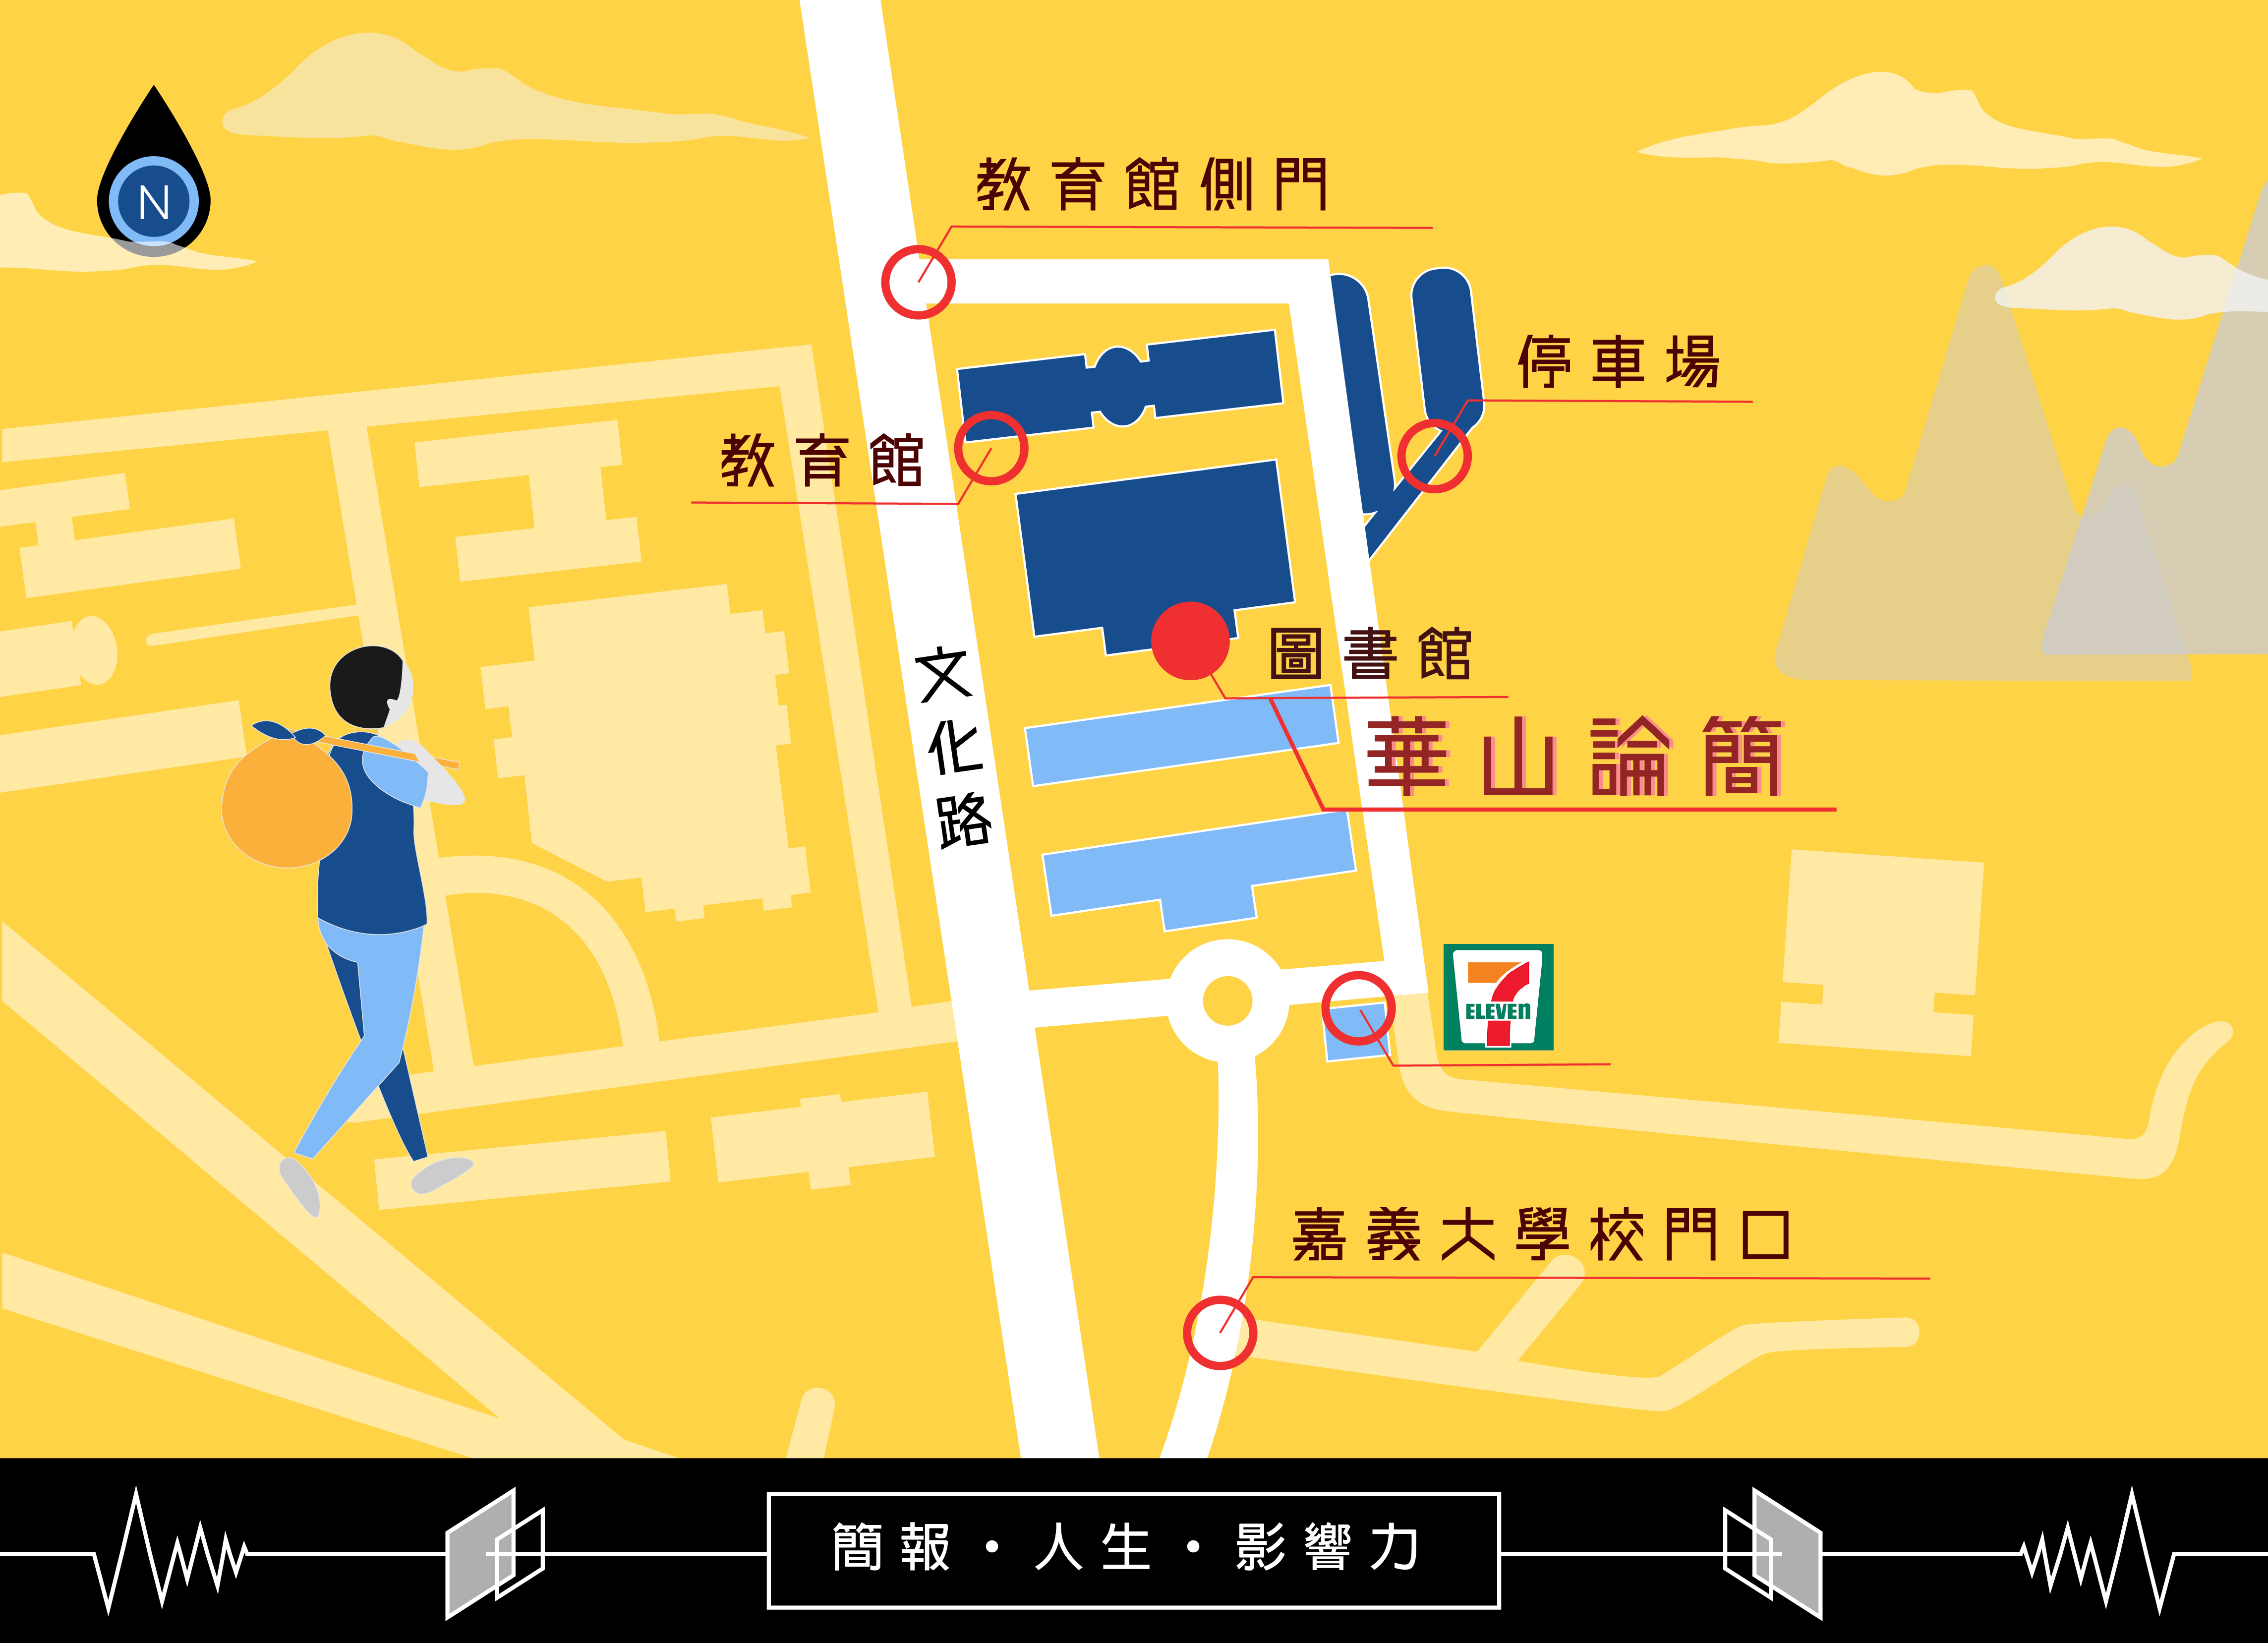 N
教育館側門
停車場
教育館
圖書館
文化路
華山論簡
7
ELEVEn
嘉義大學校門口
簡報・人生・影響力